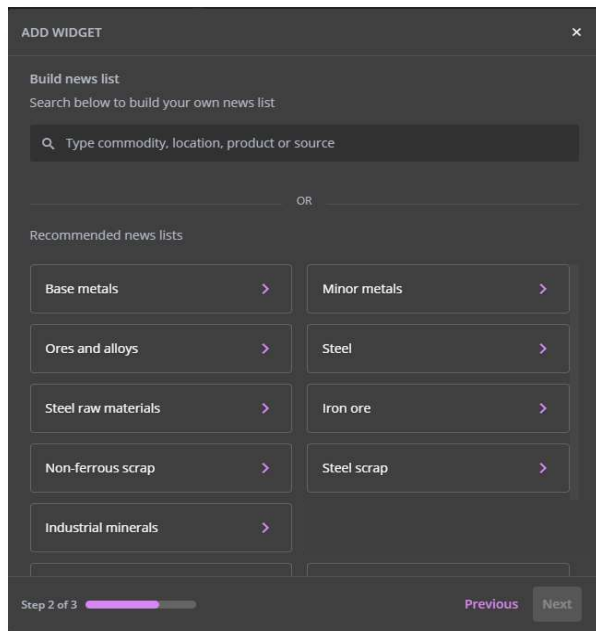 ADD WIDGET
Build news list
Search below to build your own news list
Type commodity, location, product or source
OR
Recommended news lists
Base metals
Minor metals
Ores and alloys
Steel
Steel raw materials
Iron ore
Non-ferrous scrap
Steel scrap
Industrial minerals
Step 2 of 3
Previous
Next